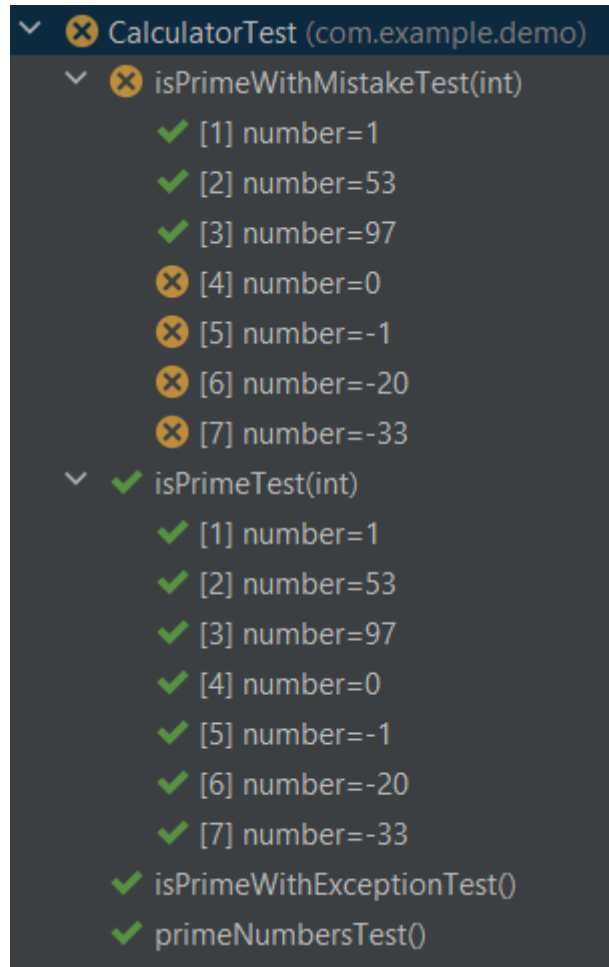 CalculatorTest (com.example.demo)
isPrimeWithMistakeTest(int)
[1] number=1
[2] number=53
[3] number=97
[4] number=0
[5] number=-1
[6] number=-20
[7] number=-33
isPrimeTest(int)
[1] number=1
[2] number=53
[3] number=97
[4] number=0
[5] number=-1
[6] number=-20
[7] number=-33
isPrimeWithExceptionTest()
primeNumbersTest()